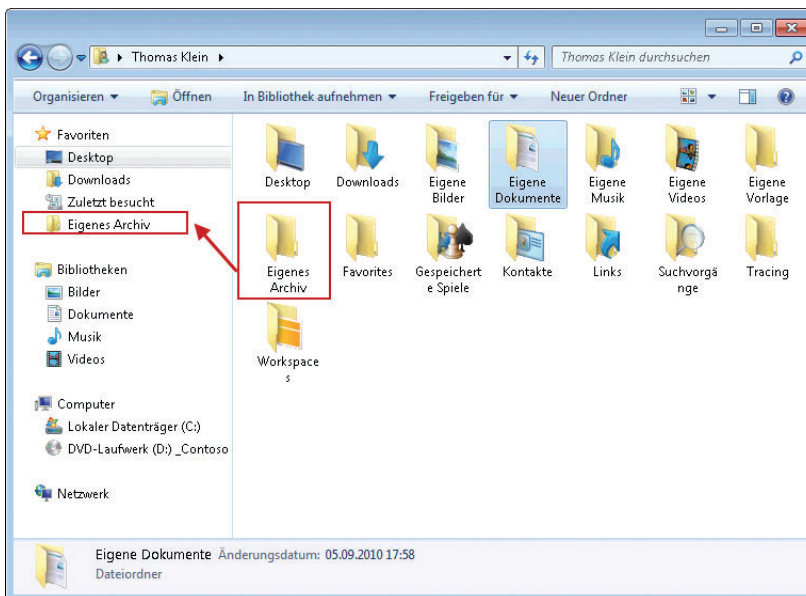 Thomas Klein
Thomas Klein durchsuchen
Organisieren
Öffnen
In Bibliothek aufnehmen
Freigeben für
Neuer Ordner
Favoriten
Desktop
Downloads
Zuletzt besucht
Eigenes Archiv
Bibliotheken
Bilder
Dokumente
Musik
Videos
Computer
Lokaler Datenträger (C:)
DVD-Laufwerk (D:) _Contoso
Netzwerk
Desktop
Downloads
Eigene
Bilder
Eigene
Dokumente
Eigene
Musik
Eigene
Videos
Eigene
Vorlage
Eigenes
Archiv
Favorites
Gespeichert
e Spiele
Kontakte
Links
Suchvorgä
nge
Tracing
Workspace
s
Eigene Dokumente Änderungsdatum: 05.09.2010 17:58
Dateiordner